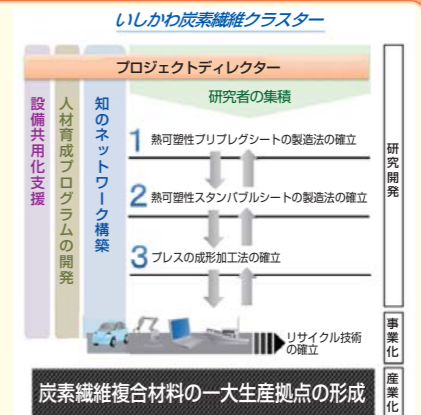 いしかわ炭素繊維クラスター
プロジェクトディレクター
設備共用化支援
人材育成プログラムの開発
知のネットワーク構築
研究者の集積
1 熱可塑性プリプレグシートの製造法の確立
2 熱可塑性スタンパブルシートの製造法の確立
3 プレスの成形加工法の確立
リサイクル技術
の確立
炭素繊維複合材料の一大生産拠点の形成
研究開発
事業化
産業化